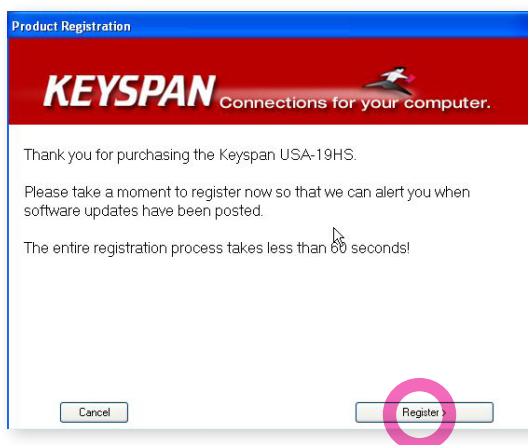 Product Registration
KEYSPAN Connections for your computer.
Thank you for purchasing the Keyspan USA-19HS.
Please take a moment to register now so that we can alert you when
software updates have been posted.
The entire registration process takes less than 60 seconds!
Cancel Register >